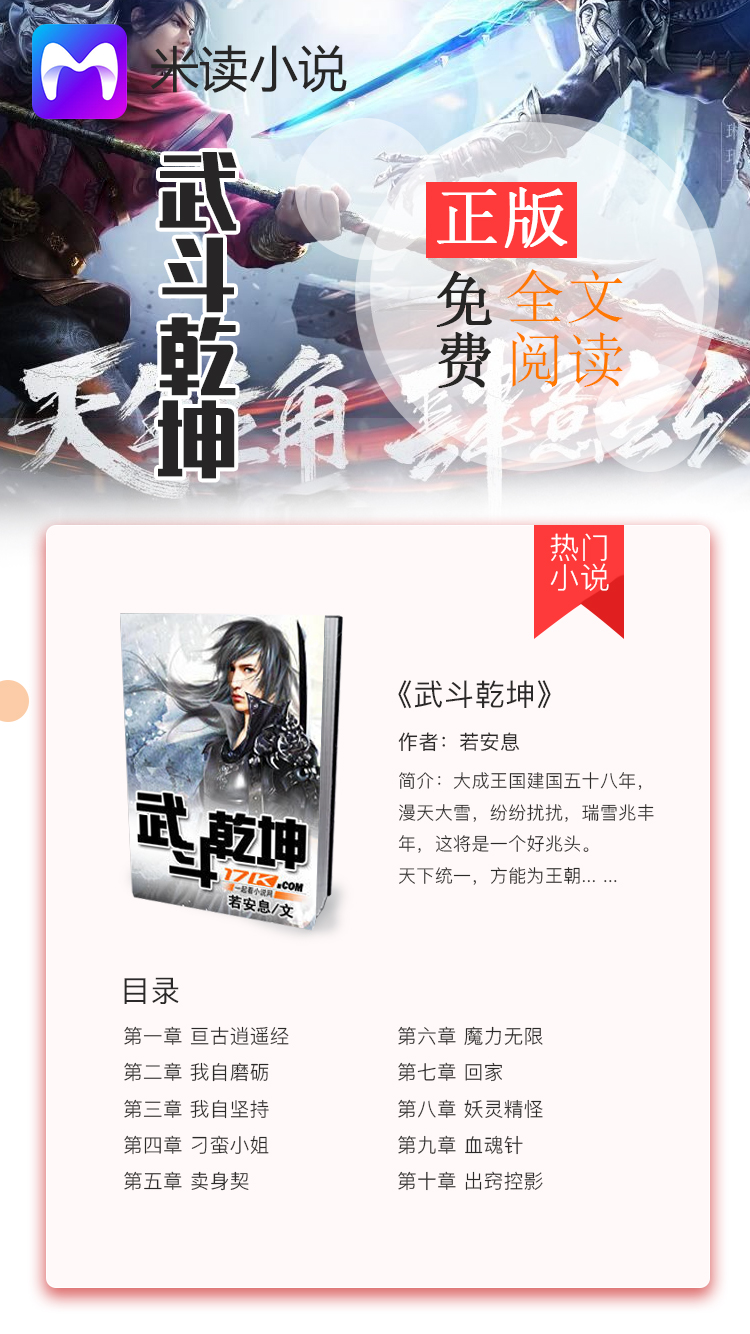 米读小说
武斗乾坤
正版
免费
全文
阅读
热门
小说
武斗乾坤
17K.COM
一起看小说网
若安息/文
《武斗乾坤》
作者：若安息
简介：大成王国建国五十八年，
漫天大雪，纷纷扰扰，瑞雪兆丰
年，这将是一个好兆头。
天下统一，方能为王朝... ...
目录
第一章 亘古逍遥经
第二章 我自磨砺
第三章 我自坚持
第四章 刁蛮小姐
第五章 卖身契
第六章 魔力无限
第七章 回家
第八章 妖灵精怪
第九章 血魂针
第十章 出窍控影